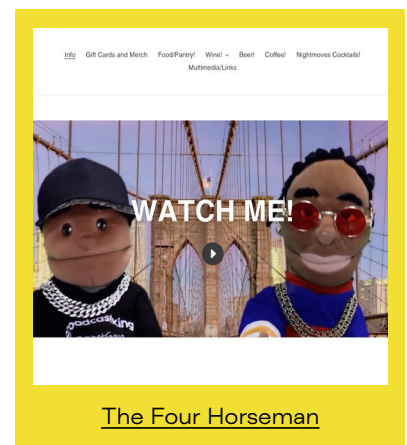 Info Gift Cards and Merch Food/Pantry! Wine! Beer! Coffee! Nightmoves Cocktails!
Multimedia/Links
WATCH ME!
podcastking
The Four Horseman